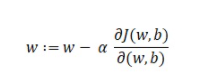 w := w − α ∂J(w, b) / ∂(w, b)